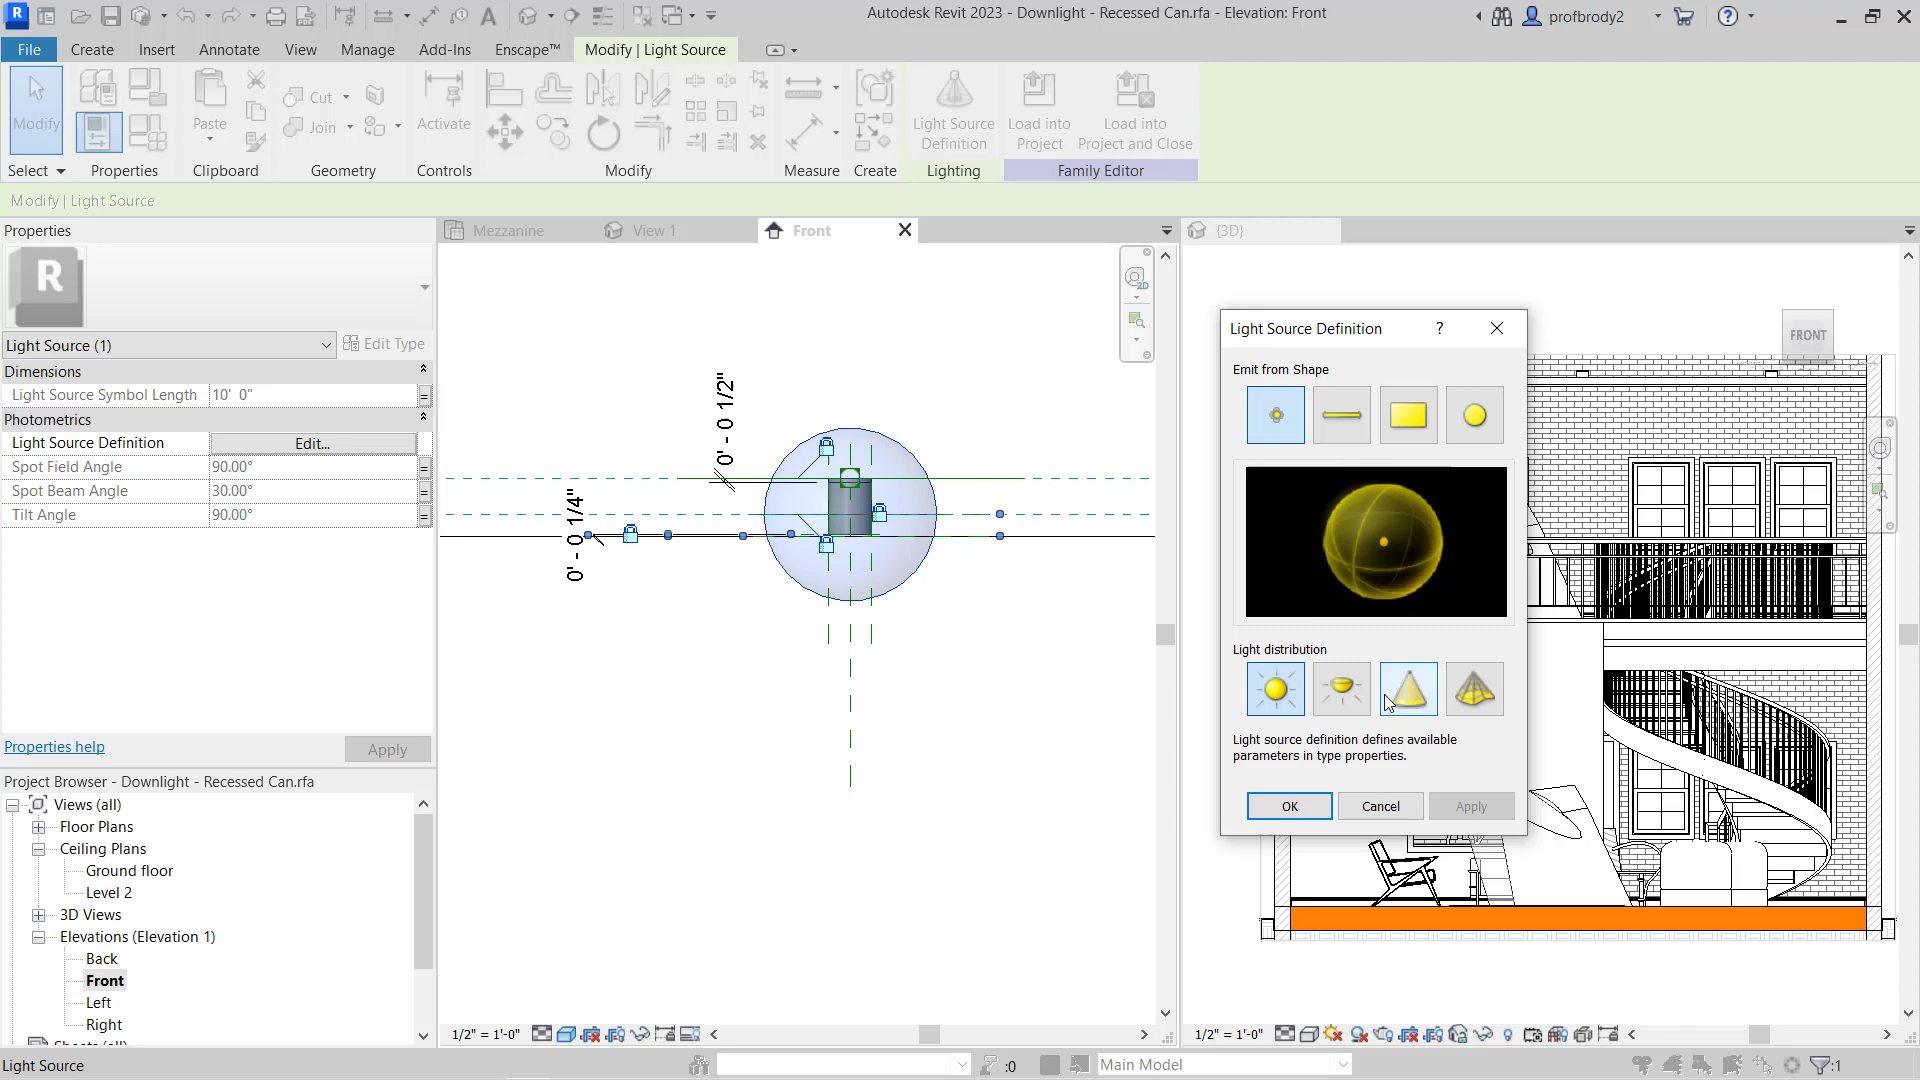 Autodesk Revit 2023 - Downlight - Recessed Can.rfa - Elevation: Front
profbrody2
File Create Insert Annotate View Manage Add-Ins Enscape™ Modify | Light Source
Modify
Select
Properties
Paste
Clipboard
Cut
Join
Geometry
Activate
Controls
Modify
Measure
Create
Light Source Definition
Lighting
Load into Project
Load into Project and Close
Family Editor
Modify | Light Source
Properties
R
Light Source (1)
Edit Type
Dimensions
Light Source Symbol Length 10' 0"
Photometrics
Light Source Definition Edit...
Spot Field Angle 90.00°
Spot Beam Angle 30.00°
Tilt Angle 90.00°
Properties help
Apply
Project Browser - Downlight - Recessed Can.rfa
Views (all)
Floor Plans
Ceiling Plans
Ground floor
Level 2
3D Views
Elevations (Elevation 1)
Back
Front
Left
Right
Sheets (all)
Mezzanine
View 1
Front
{3D}
2D
0' - 0 1/2"
0' - 0 1/4"
FRONT
Light Source Definition
Emit from Shape
Light distribution
Light source definition defines available
parameters in type properties.
OK Cancel Apply
1/2" = 1'-0"
1/2" = 1'-0"
Light Source
:0
Main Model
:1